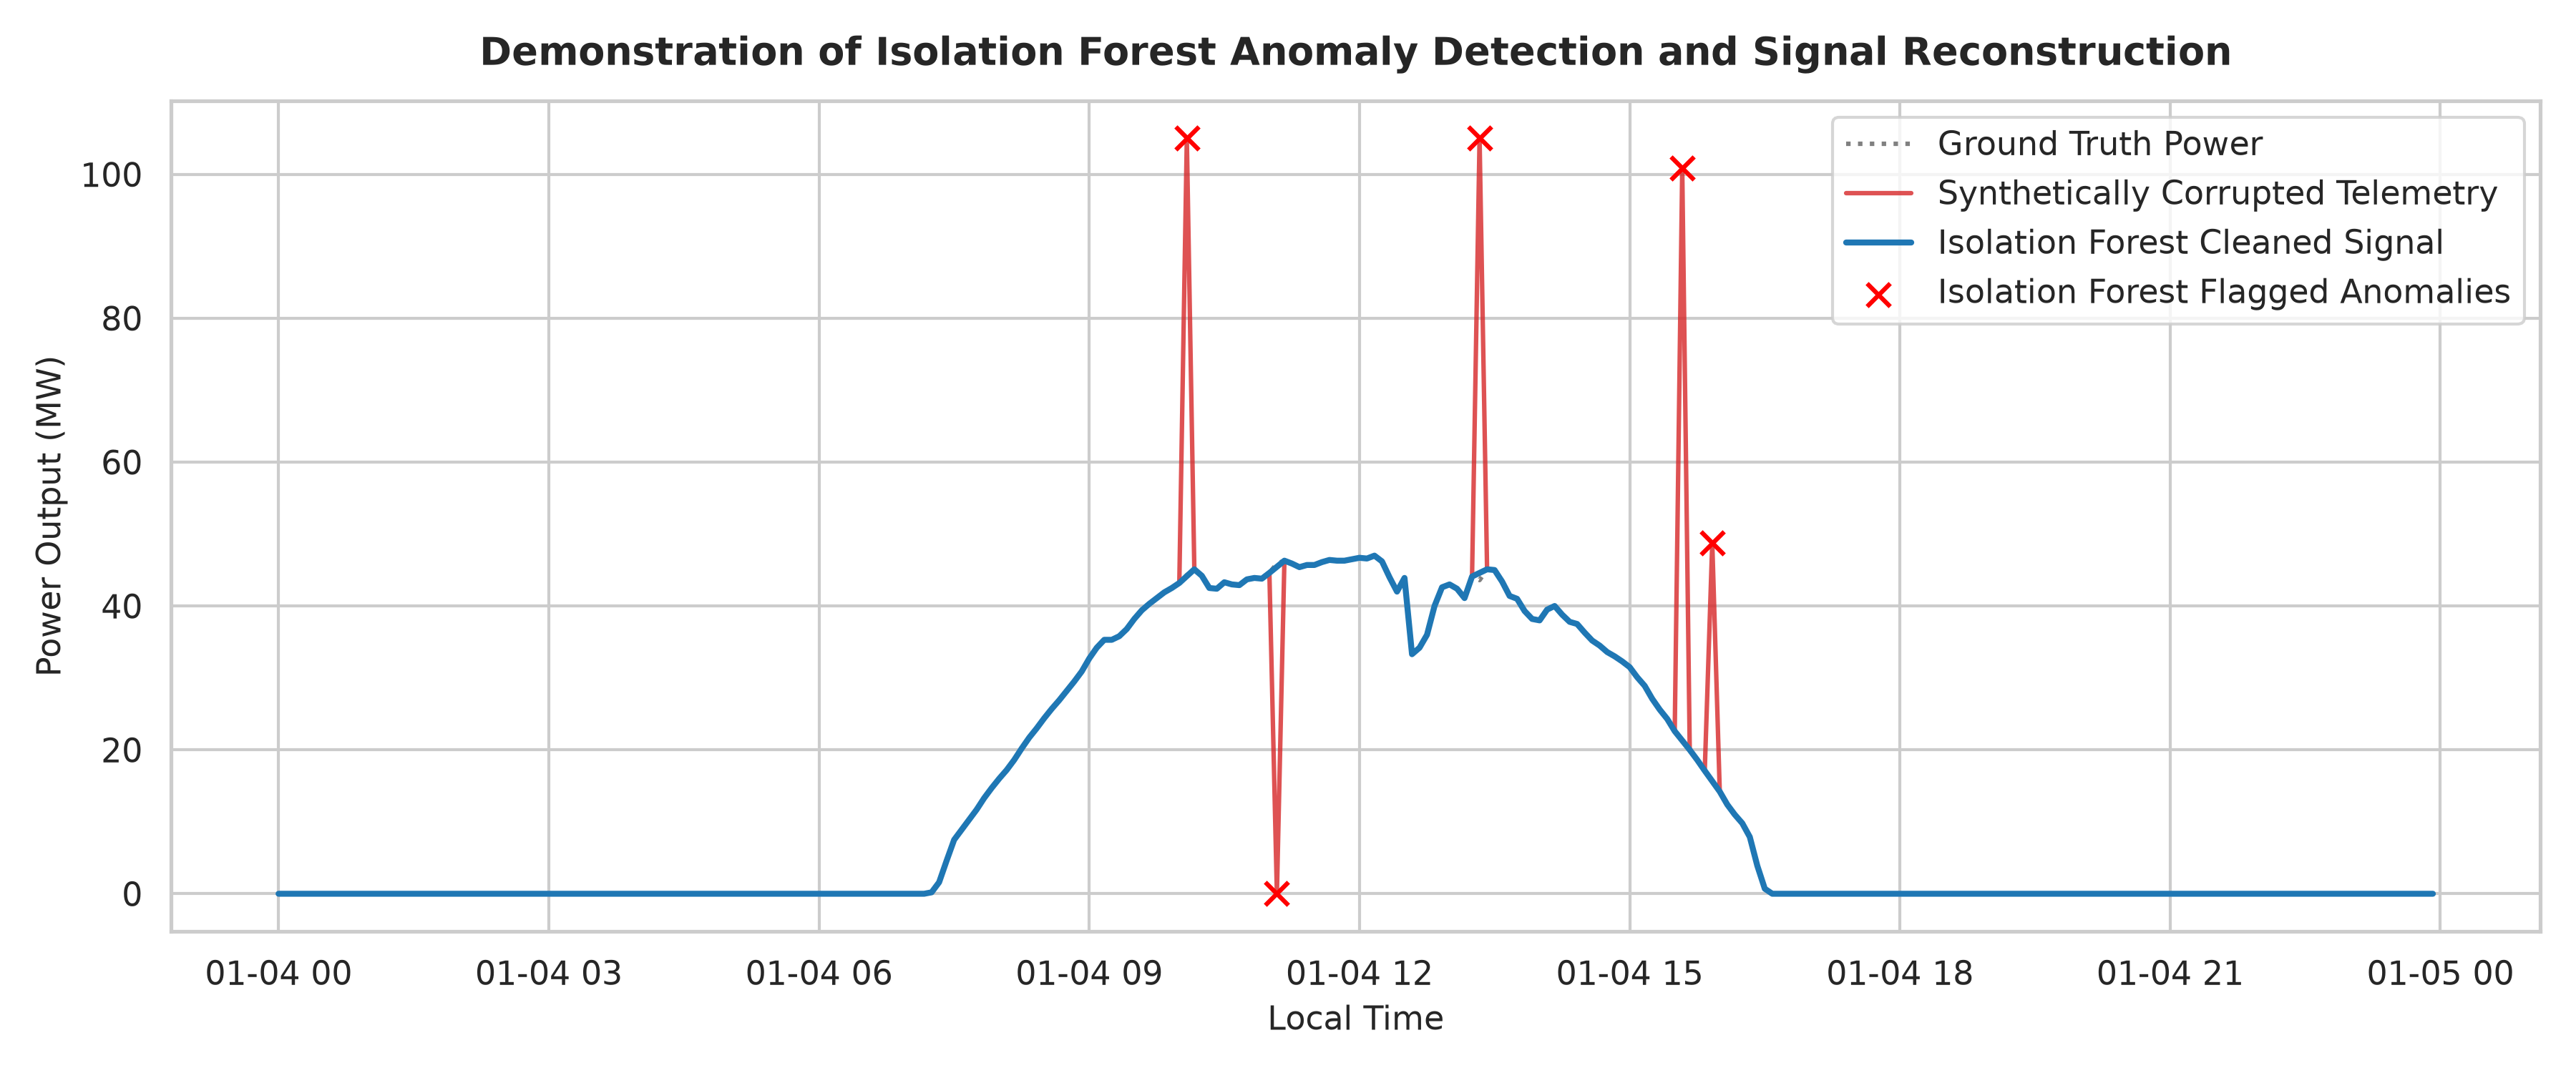 Demonstration of Isolation Forest Anomaly Detection and Signal Reconstruction
Ground Truth Power
Synthetically Corrupted Telemetry
Isolation Forest Cleaned Signal
Isolation Forest Flagged Anomalies
Power Output (MW)
100
80
60
40
20
0
01-04 00
01-04 03
01-04 06
01-04 09
01-04 12
01-04 15
01-04 18
01-04 21
01-05 00
Local Time